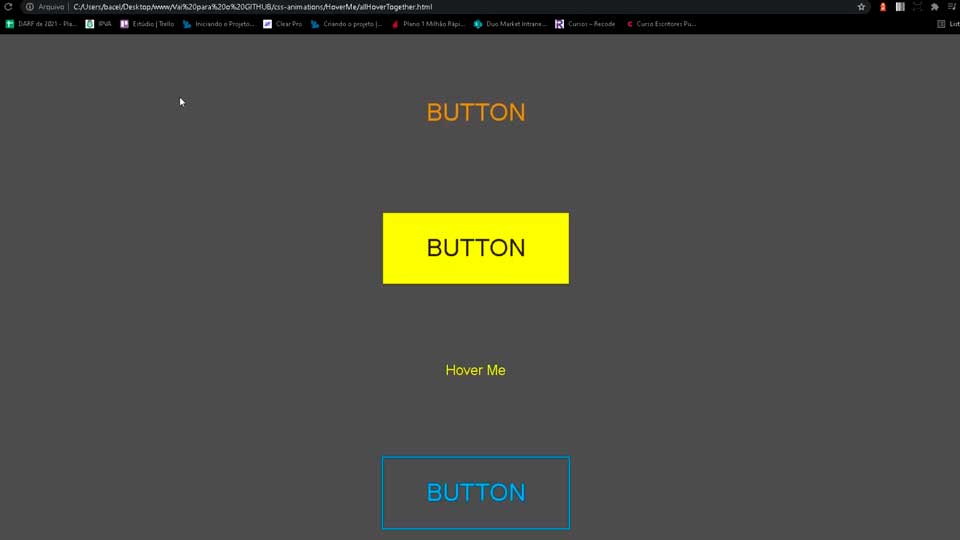 Arquivo C:/Users/bacel/Desktop/www/Vai%20para%20o%20GITHUB/css-animations/HoverMe/allHoverTogether.html
DARF de 2021 - Pla... IPVA Estúdio | Trello Iniciando o Projeto... Clear Pro Criando o projeto |... Plano 1 Milhão Rápi... Duo Market Intrane... Cursos – Recode Curso Escritores Pu... List
BUTTON
BUTTON
Hover Me
BUTTON